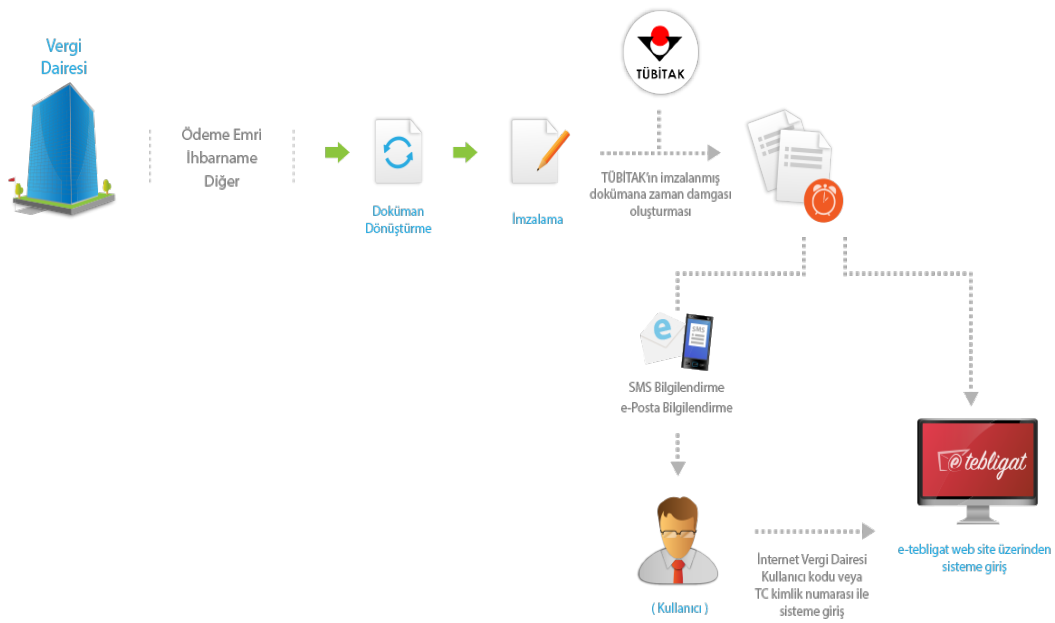 Vergi
Dairesi
Ödeme Emri
İhbarname
Diğer
Doküman
Dönüştürme
İmzalama
TÜBİTAK
TÜBİTAK'ın imzalanmış
dokümana zaman damgası
oluşturması
e
SMS
SMS Bilgilendirme
e-Posta Bilgilendirme
( Kullanıcı )
İnternet Vergi Dairesi
Kullanıcı kodu veya
TC kimlik numarası ile
sisteme giriş
e tebligat
e-tebligat web site üzerinden
sisteme giriş